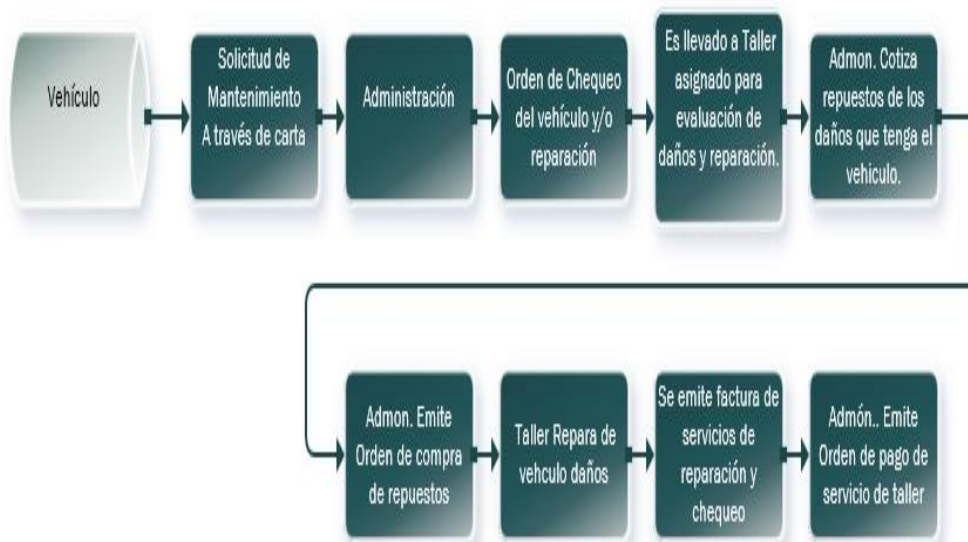 Vehículo
Solicitud de
Mantenimiento
A través de carta
Administración
Orden de Chequeo
del vehículo y/o
reparación
Es llevado a Taller
asignado para
evaluación de
daños y reparación.
Admon. Cotiza
repuestos de los
daños que tenga el
vehiculo.
Admon. Emite
Orden de compra
de repuestos
Taller Repara de
vehculo daños
Se emite factura de
servicios de
reparación y
chequeo
Admón.. Emite
Orden de pago de
servicio de taller